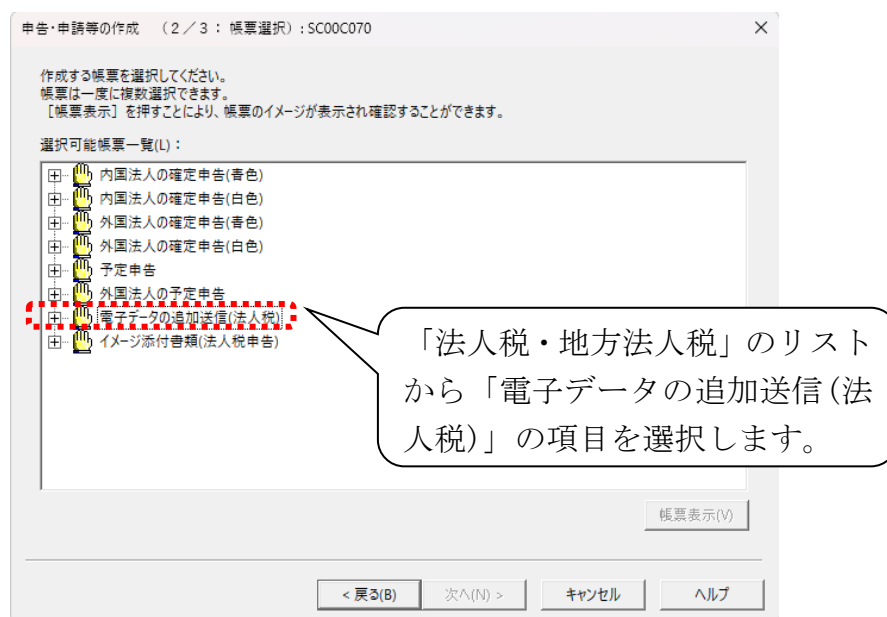 申告・申請等の作成　（２／３：帳票選択）:SC00C070
作成する帳票を選択してください。
帳票は一度に複数選択できます。
［帳票表示］を押すことにより、帳票のイメージが表示され確認することができます。
選択可能帳票一覧(L)：
内国法人の確定申告(青色)
内国法人の確定申告(白色)
外国法人の確定申告(青色)
外国法人の確定申告(白色)
予定申告
外国法人の予定申告
電子データの追加送信(法人税)
イメージ添付書類(法人税申告)
「法人税・地方法人税」のリスト
から「電子データの追加送信(法
人税)」の項目を選択します。
帳票表示(V)
< 戻る(B)
次へ(N) >
キャンセル
ヘルプ